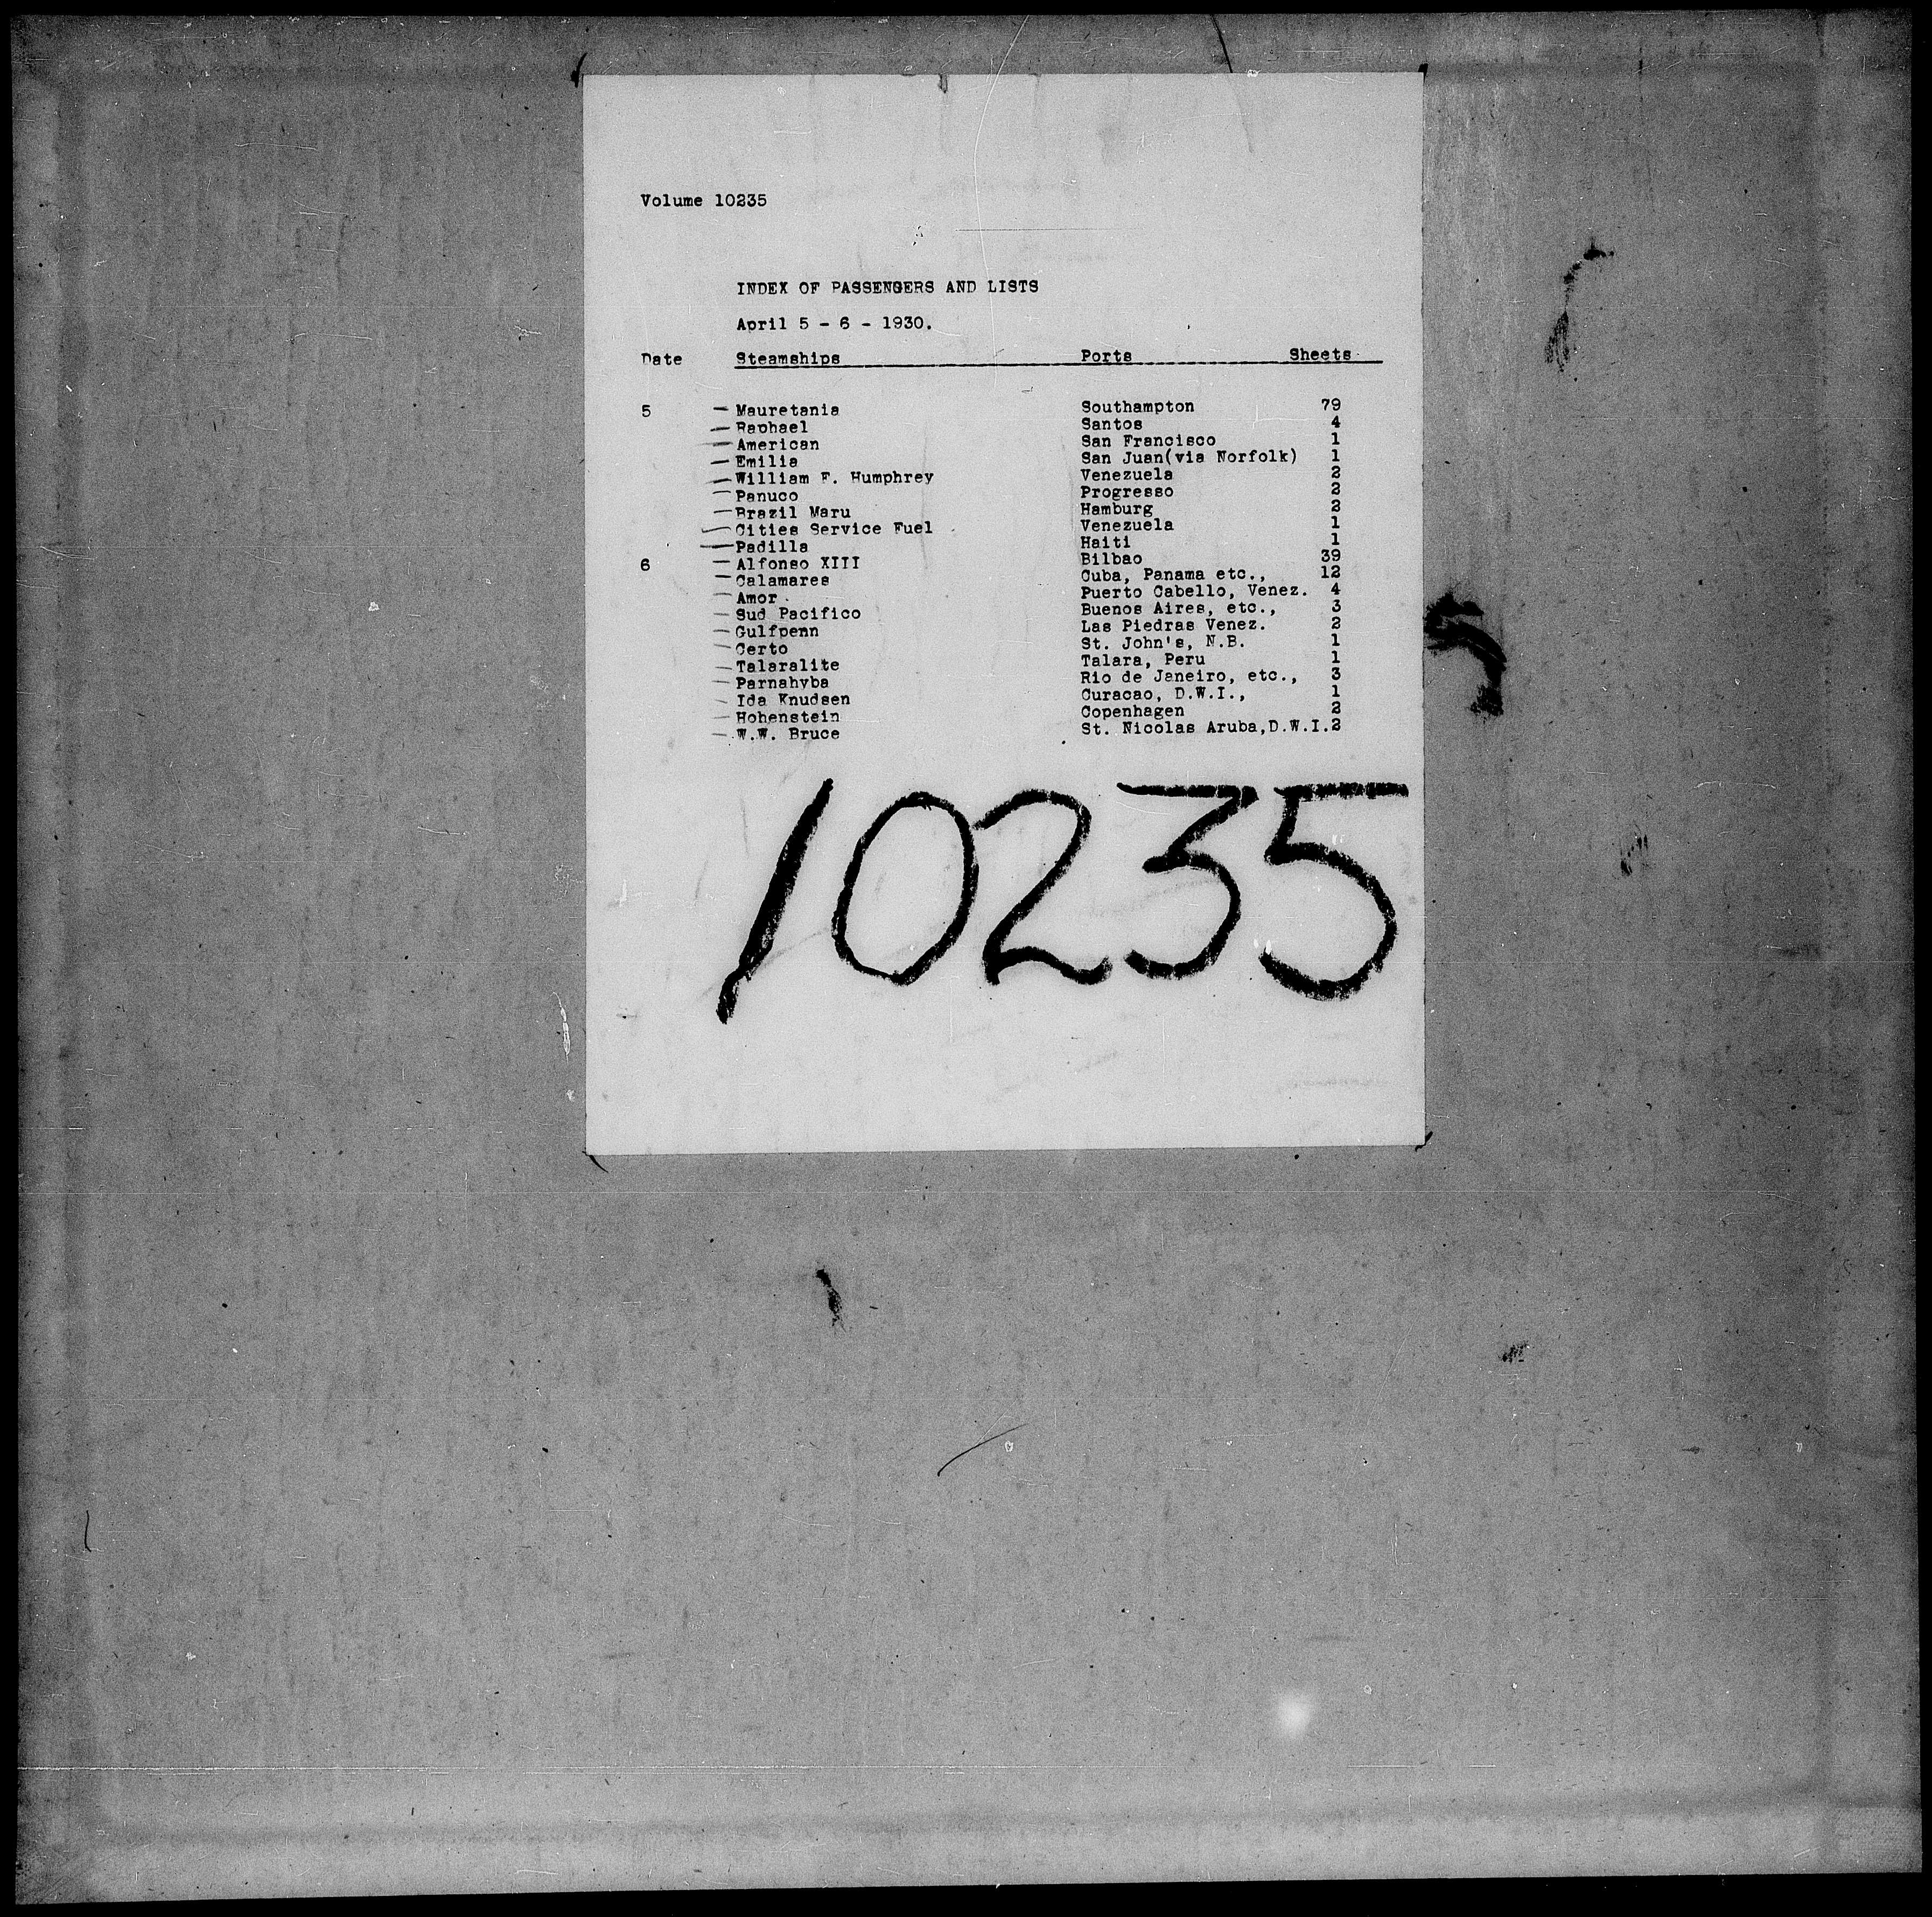 Volume 10235
INDEX OF PASSENGERS AND LISTS
April 5 - 6 - 1930.
Date Steamships Ports Sheets
5 Mauretania Southampton 79
Raphael Santos 4
American San Francisco 1
Emilia San Juan(via Norfolk) 1
William F. Humphrey Venezuela 2
Panuco Progresso 2
Brazil Maru Hamburg 2
Cities Service Fuel Venezuela 1
Padilla Haiti 1
6 Alfonso XIII Bilbao 39
Calamares Cuba, Panama etc., 12
Amor Puerto Cabello, Venez. 4
Sud Pacifico Buenos Aires, etc., 3
Gulfpenn Las Piedras Venez. 2
Certo St. John's, N.B. 1
Talaralite Talara, Peru 1
Parnahyba Rio de Janeiro, etc., 3
Ida Knudsen Curacao, D.W.I., 1
Hohenstein Copenhagen 2
W.W. Bruce St. Nicolas Aruba,D.W.I.2
10235